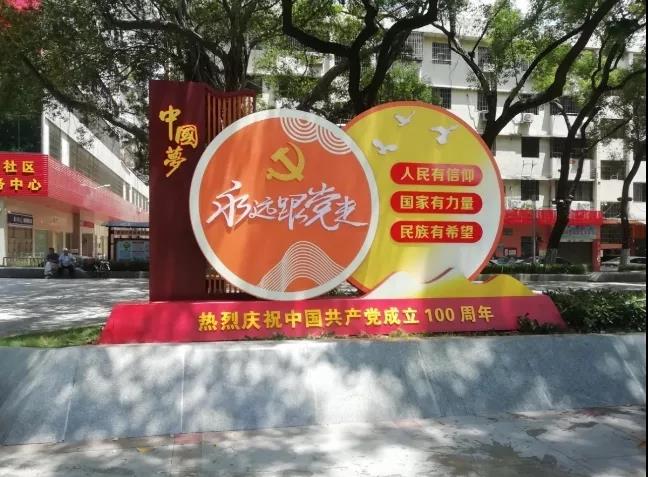 中國夢
永远跟党走
人民有信仰
国家有力量
民族有希望
热烈庆祝中国共产党成立100周年
社区
务中心